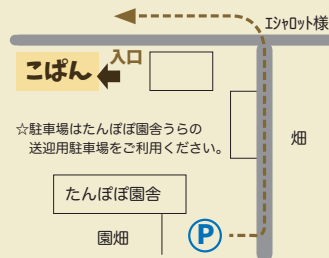 エシャロット様
入口
こぱん
☆駐車場はたんぽぽ園舎うらの
送迎用駐車場をご利用ください。
畑
たんぽぽ園舎
園畑
P